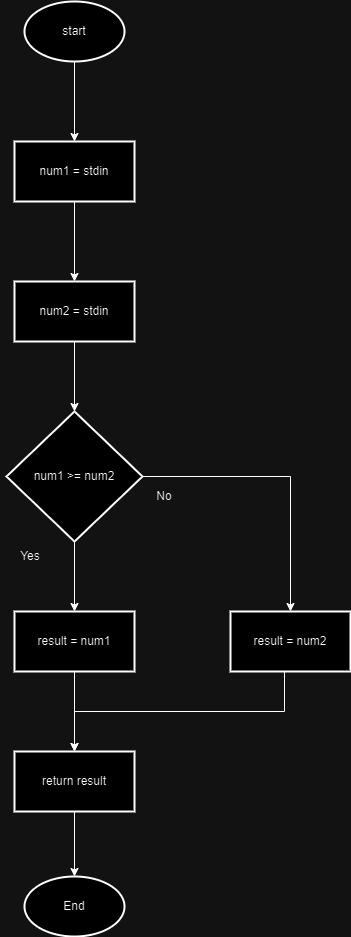 start
num1 = stdin
num2 = stdin
num1 >= num2
No
Yes
result = num1
result = num2
return result
End